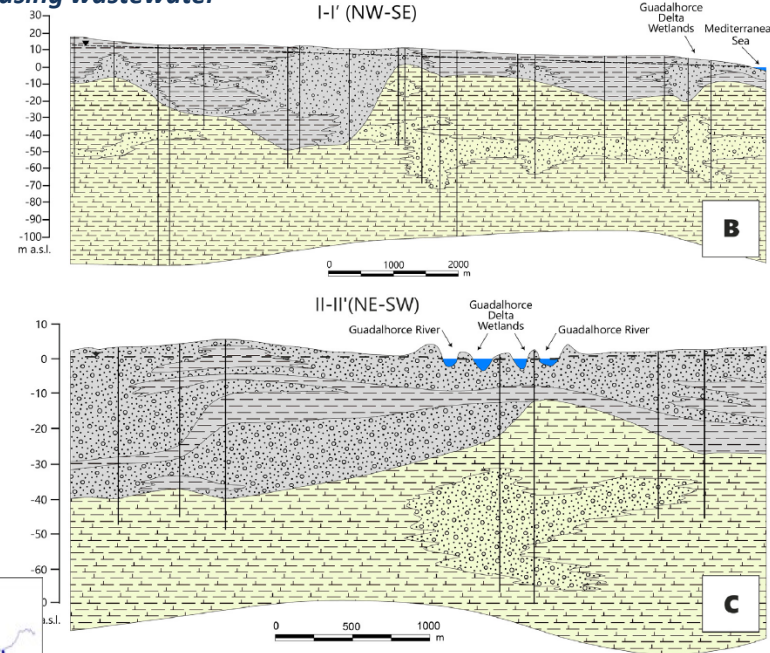 using wastewater
I-I' (NW-SE)
Guadalhorce
Delta
Wetlands
Mediterranean
Sea
30
20
10
0
-10
-20
-30
-40
-50
-60
-70
-80
-90
-100
m a.s.l.
B
0 1000 2000
m
II-II'(NE-SW)
Guadalhorce River
Guadalhorce
Delta
Wetlands
Guadalhorce River
10
0
-10
-20
-30
-40
-50
-60
a.s.l.
C
0 500 1000
m